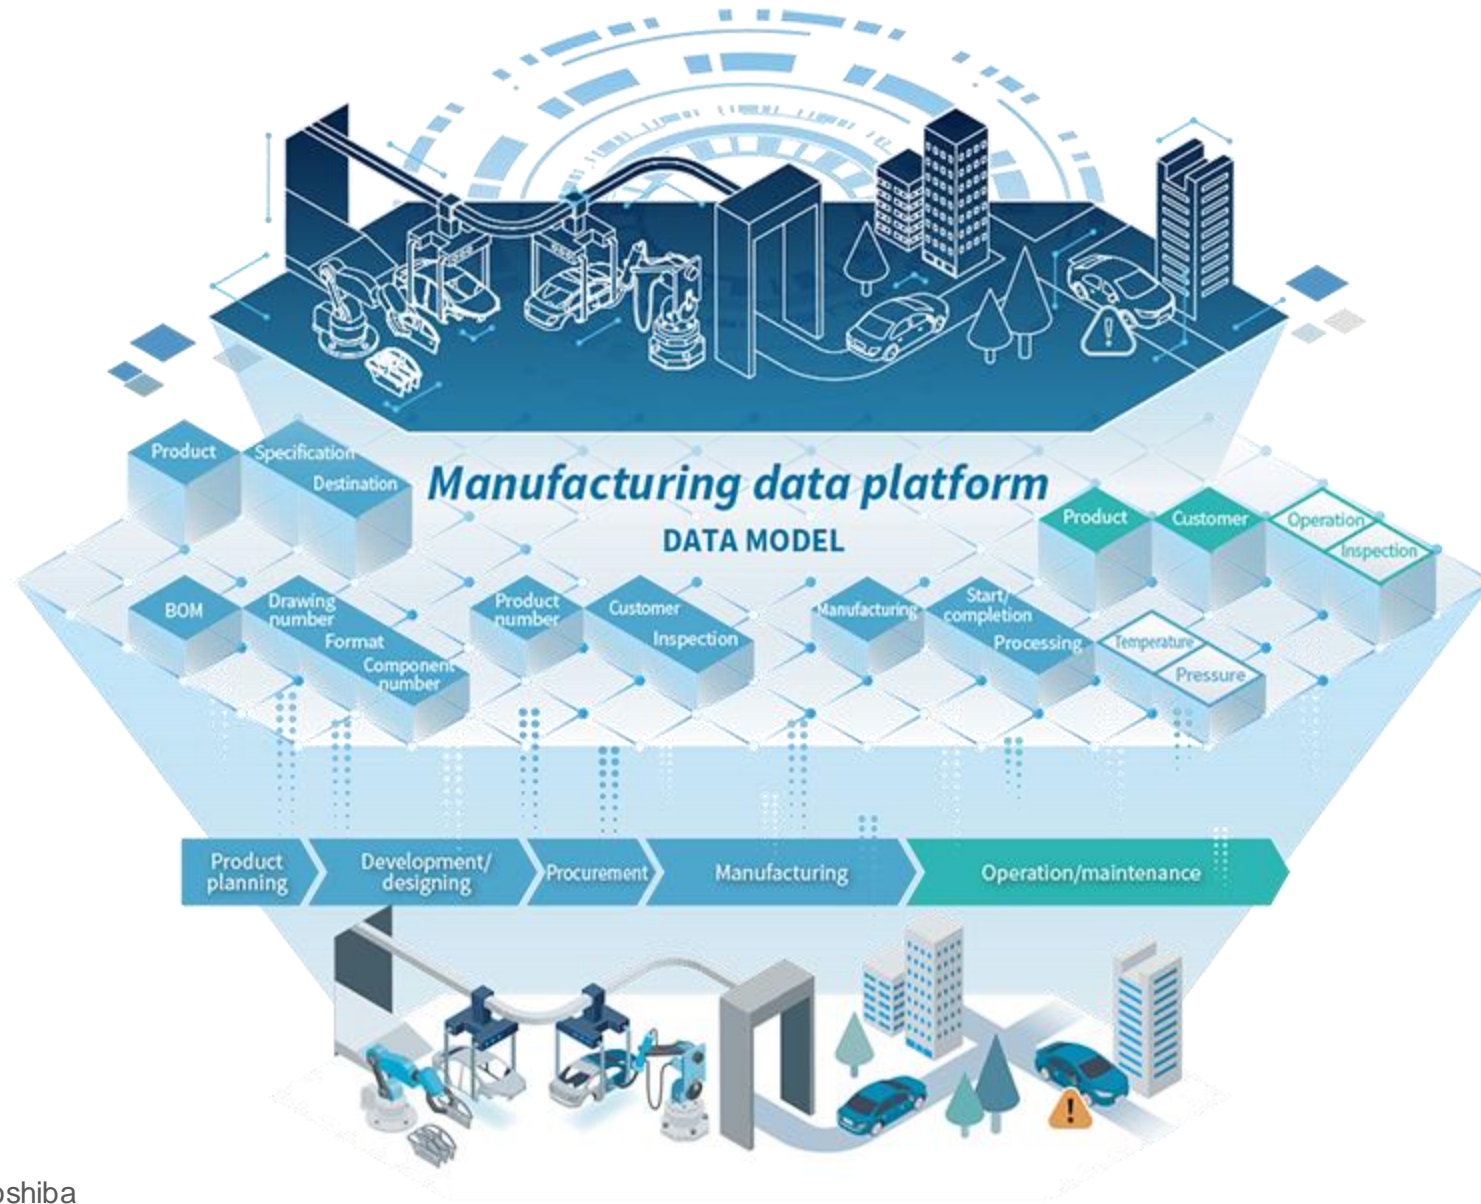 Product
Specification
Destination
Manufacturing data platform
DATA MODEL
Product
Customer
Operation
Inspection
BOM
Drawing
number
Format
Component
number
Product
number
Customer
Inspection
Manufacturing
Start/
completion
Processing
Temperature
Pressure
Product
planning
Development/
designing
Procurement
Manufacturing
Operation/maintenance
!
oshiba